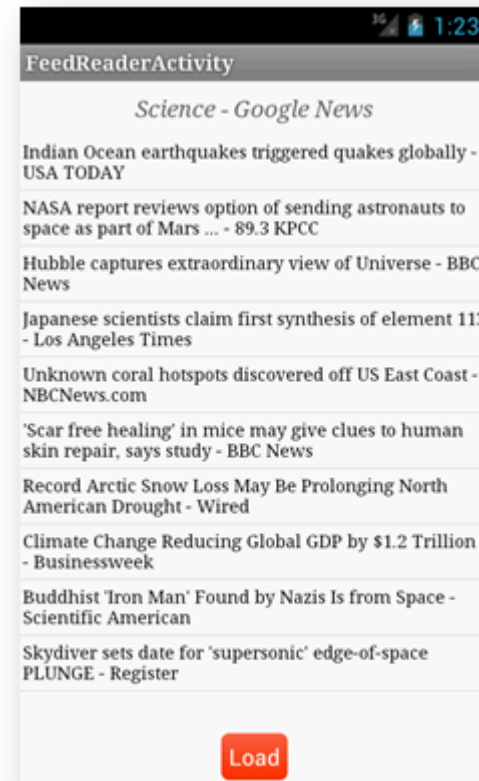 3G 1:23
FeedReaderActivity
Science - Google News
Indian Ocean earthquakes triggered quakes globally -
USA TODAY
NASA report reviews option of sending astronauts to
space as part of Mars ... - 89.3 KPCC
Hubble captures extraordinary view of Universe - BBC
News
Japanese scientists claim first synthesis of element 113
- Los Angeles Times
Unknown coral hotspots discovered off US East Coast -
NBCNews.com
'Scar free healing' in mice may give clues to human
skin repair, says study - BBC News
Record Arctic Snow Loss May Be Prolonging North
American Drought - Wired
Climate Change Reducing Global GDP by $1.2 Trillion
- Businessweek
Buddhist 'Iron Man' Found by Nazis Is from Space -
Scientific American
Skydiver sets date for 'supersonic' edge-of-space
PLUNGE - Register
Load